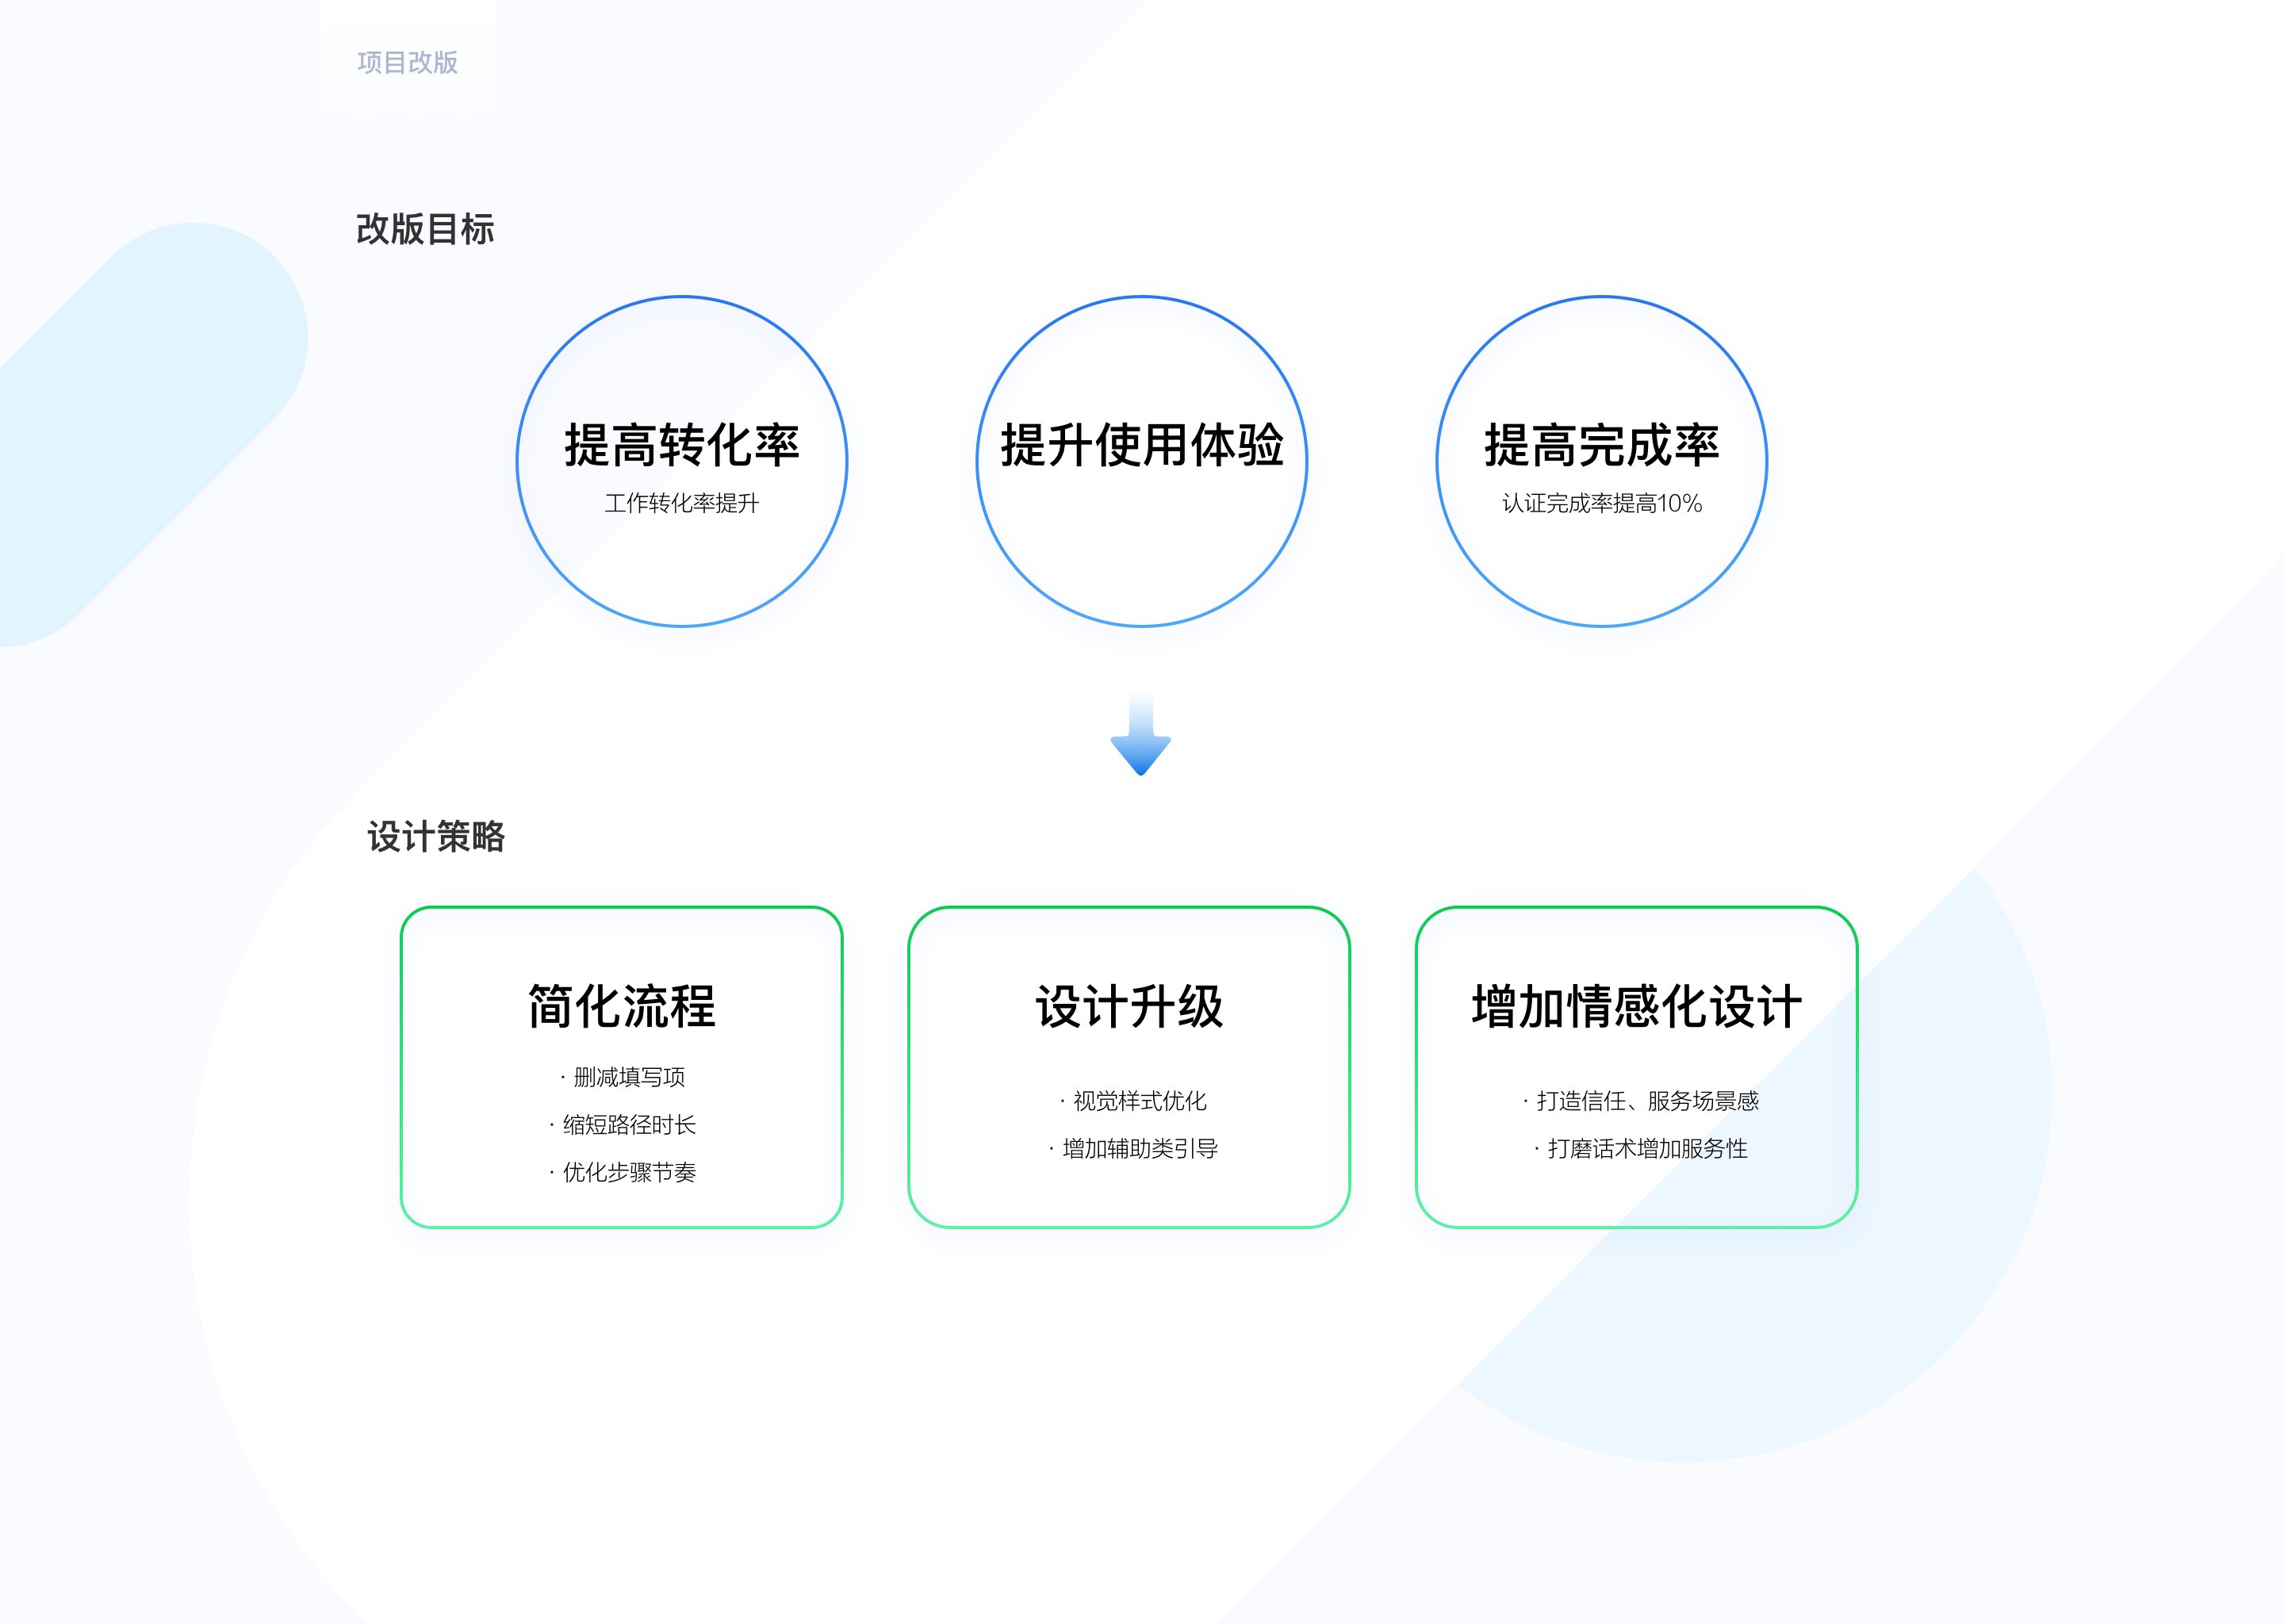 项目改版
改版目标
提高转化率
工作转化率提升
提升使用体验
提高完成率
认证完成率提高10%
设计策略
简化流程
· 删减填写项
· 缩短路径时长
· 优化步骤节奏
设计升级
· 视觉样式优化
· 增加辅助类引导
增加情感化设计
· 打造信任、服务场景感
· 打磨话术增加服务性